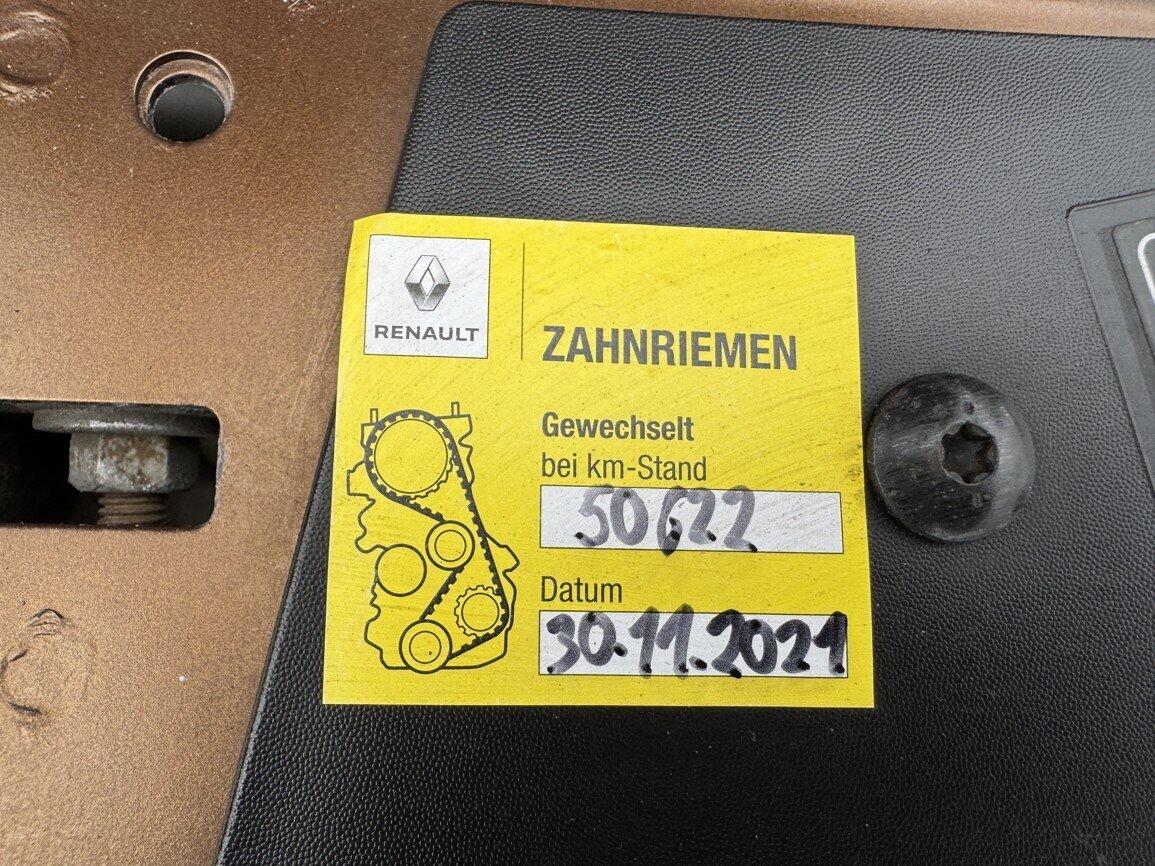 RENAULT
ZAHNRIEMEN
Gewechselt
bei km-Stand
50622
Datum
30.11.2021